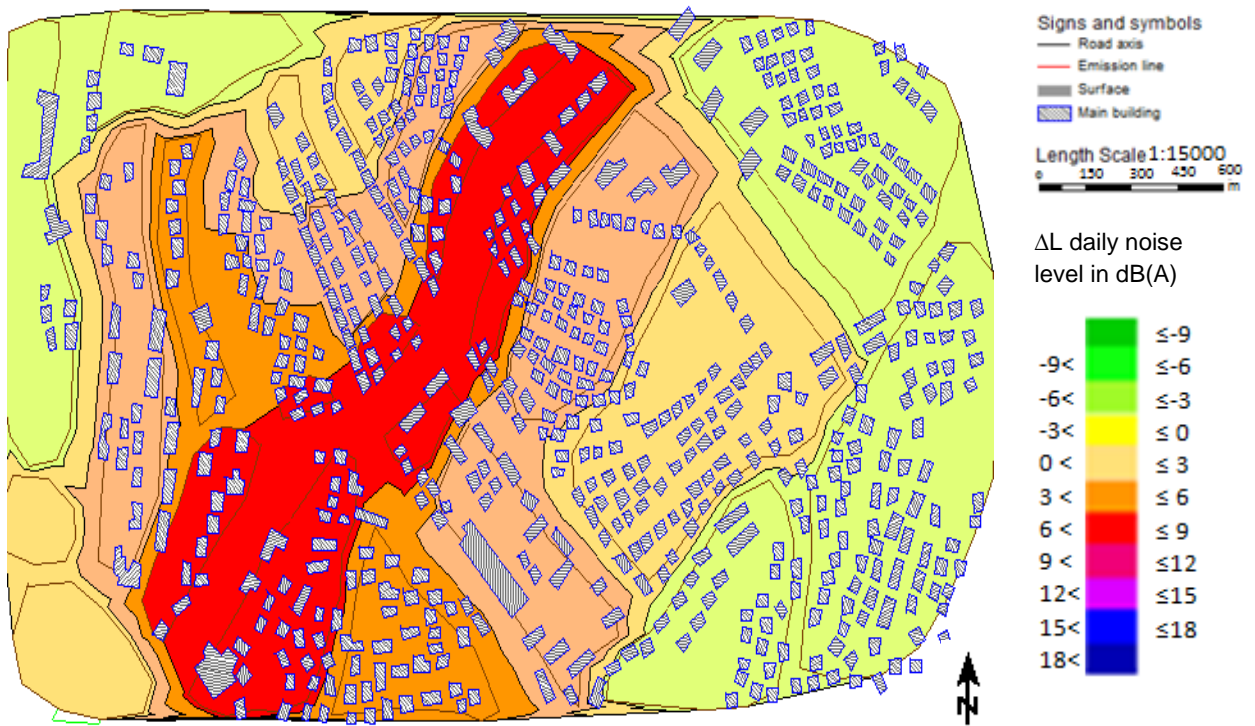 Signs and symbols
Road axis
Emission line
Surface
Main building
Length Scale 1:15000
0 150 300 450 600
m
ΔL daily noise
level in dB(A)
≤-9
-9< ≤-6
-6< ≤-3
-3< ≤ 0
0 < ≤ 3
3 < ≤ 6
6 < ≤ 9
9 < ≤12
12< ≤15
15< ≤18
18<
N